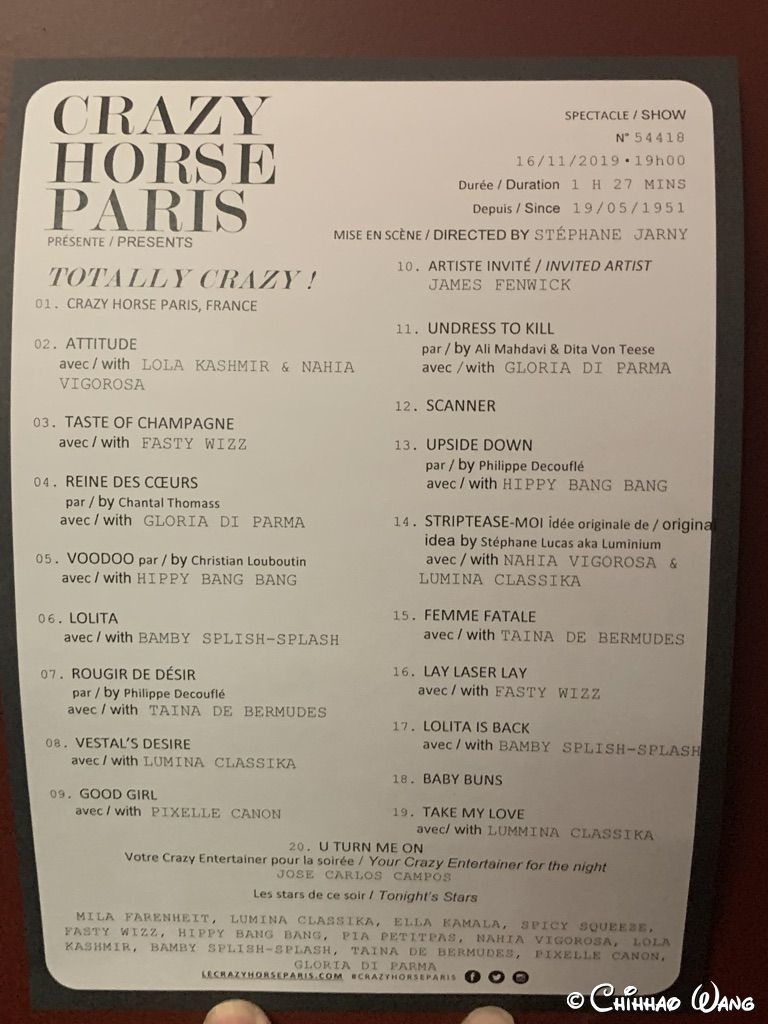 CRAZY
HORSE
PARIS
PRÉSENTE / PRESENTS
SPECTACLE / SHOW
N° 54418
16/11/2019 • 19h00
Durée / Duration 1 H 27 MINS
Depuis / Since 19/05/1951
MISE EN SCÈNE / DIRECTED BY STÉPHANE JARNY
TOTALLY CRAZY !
01. CRAZY HORSE PARIS, FRANCE
02. ATTITUDE
avec / with LOLA KASHMIR & NAHIA
VIGOROSA
03. TASTE OF CHAMPAGNE
avec / with FASTY WIZZ
04. REINE DES CŒURS
par / by Chantal Thomass
avec / with GLORIA DI PARMA
05. VOODOO par / by Christian Louboutin
avec / with HIPPY BANG BANG
06. LOLITA
avec / with BAMBY SPLISH-SPLASH
07. ROUGIR DE DÉSIR
par / by Philippe Decouflé
avec / with TAINA DE BERMUDES
08. VESTAL'S DESIRE
avec / with LUMINA CLASSIKA
09. GOOD GIRL
avec / with PIXELLE CANON
10. ARTISTE INVITÉ / INVITED ARTIST
JAMES FENWICK
11. UNDRESS TO KILL
par / by Ali Mahdavi & Dita Von Teese
avec / with GLORIA DI PARMA
12. SCANNER
13. UPSIDE DOWN
par / by Philippe Decouflé
avec / with HIPPY BANG BANG
14. STRIPTEASE-MOI idée originale de / original
idea by Stéphane Lucas aka Luminium
avec / with NAHIA VIGOROSA &
LUMINA CLASSIKA
15. FEMME FATALE
avec / with TAINA DE BERMUDES
16. LAY LASER LAY
avec / with FASTY WIZZ
17. LOLITA IS BACK
avec / with BAMBY SPLISH-SPLASH
18. BABY BUNS
19. TAKE MY LOVE
avec/ with LUMMINA CLASSIKA
20. U TURN ME ON
Votre Crazy Entertainer pour la soirée / Your Crazy Entertainer for the night
JOSE CARLOS CAMPOS
Les stars de ce soir / Tonight's Stars
MILA FARENHEIT, LUMINA CLASSIKA, ELLA KAMALA, SPICY SQUEEZE,
FASTY WIZZ, HIPPY BANG BANG, PIA PETITPAS, NAHIA VIGOROSA, LOLA
KASHMIR, BAMBY SPLISH-SPLASH, TAINA DE BERMUDES, PIXELLE CANON,
GLORIA DI PARMA
LECRAZYHORSEPARIS.COM #CRAZYHORSEPARIS
© Chihhao Wang